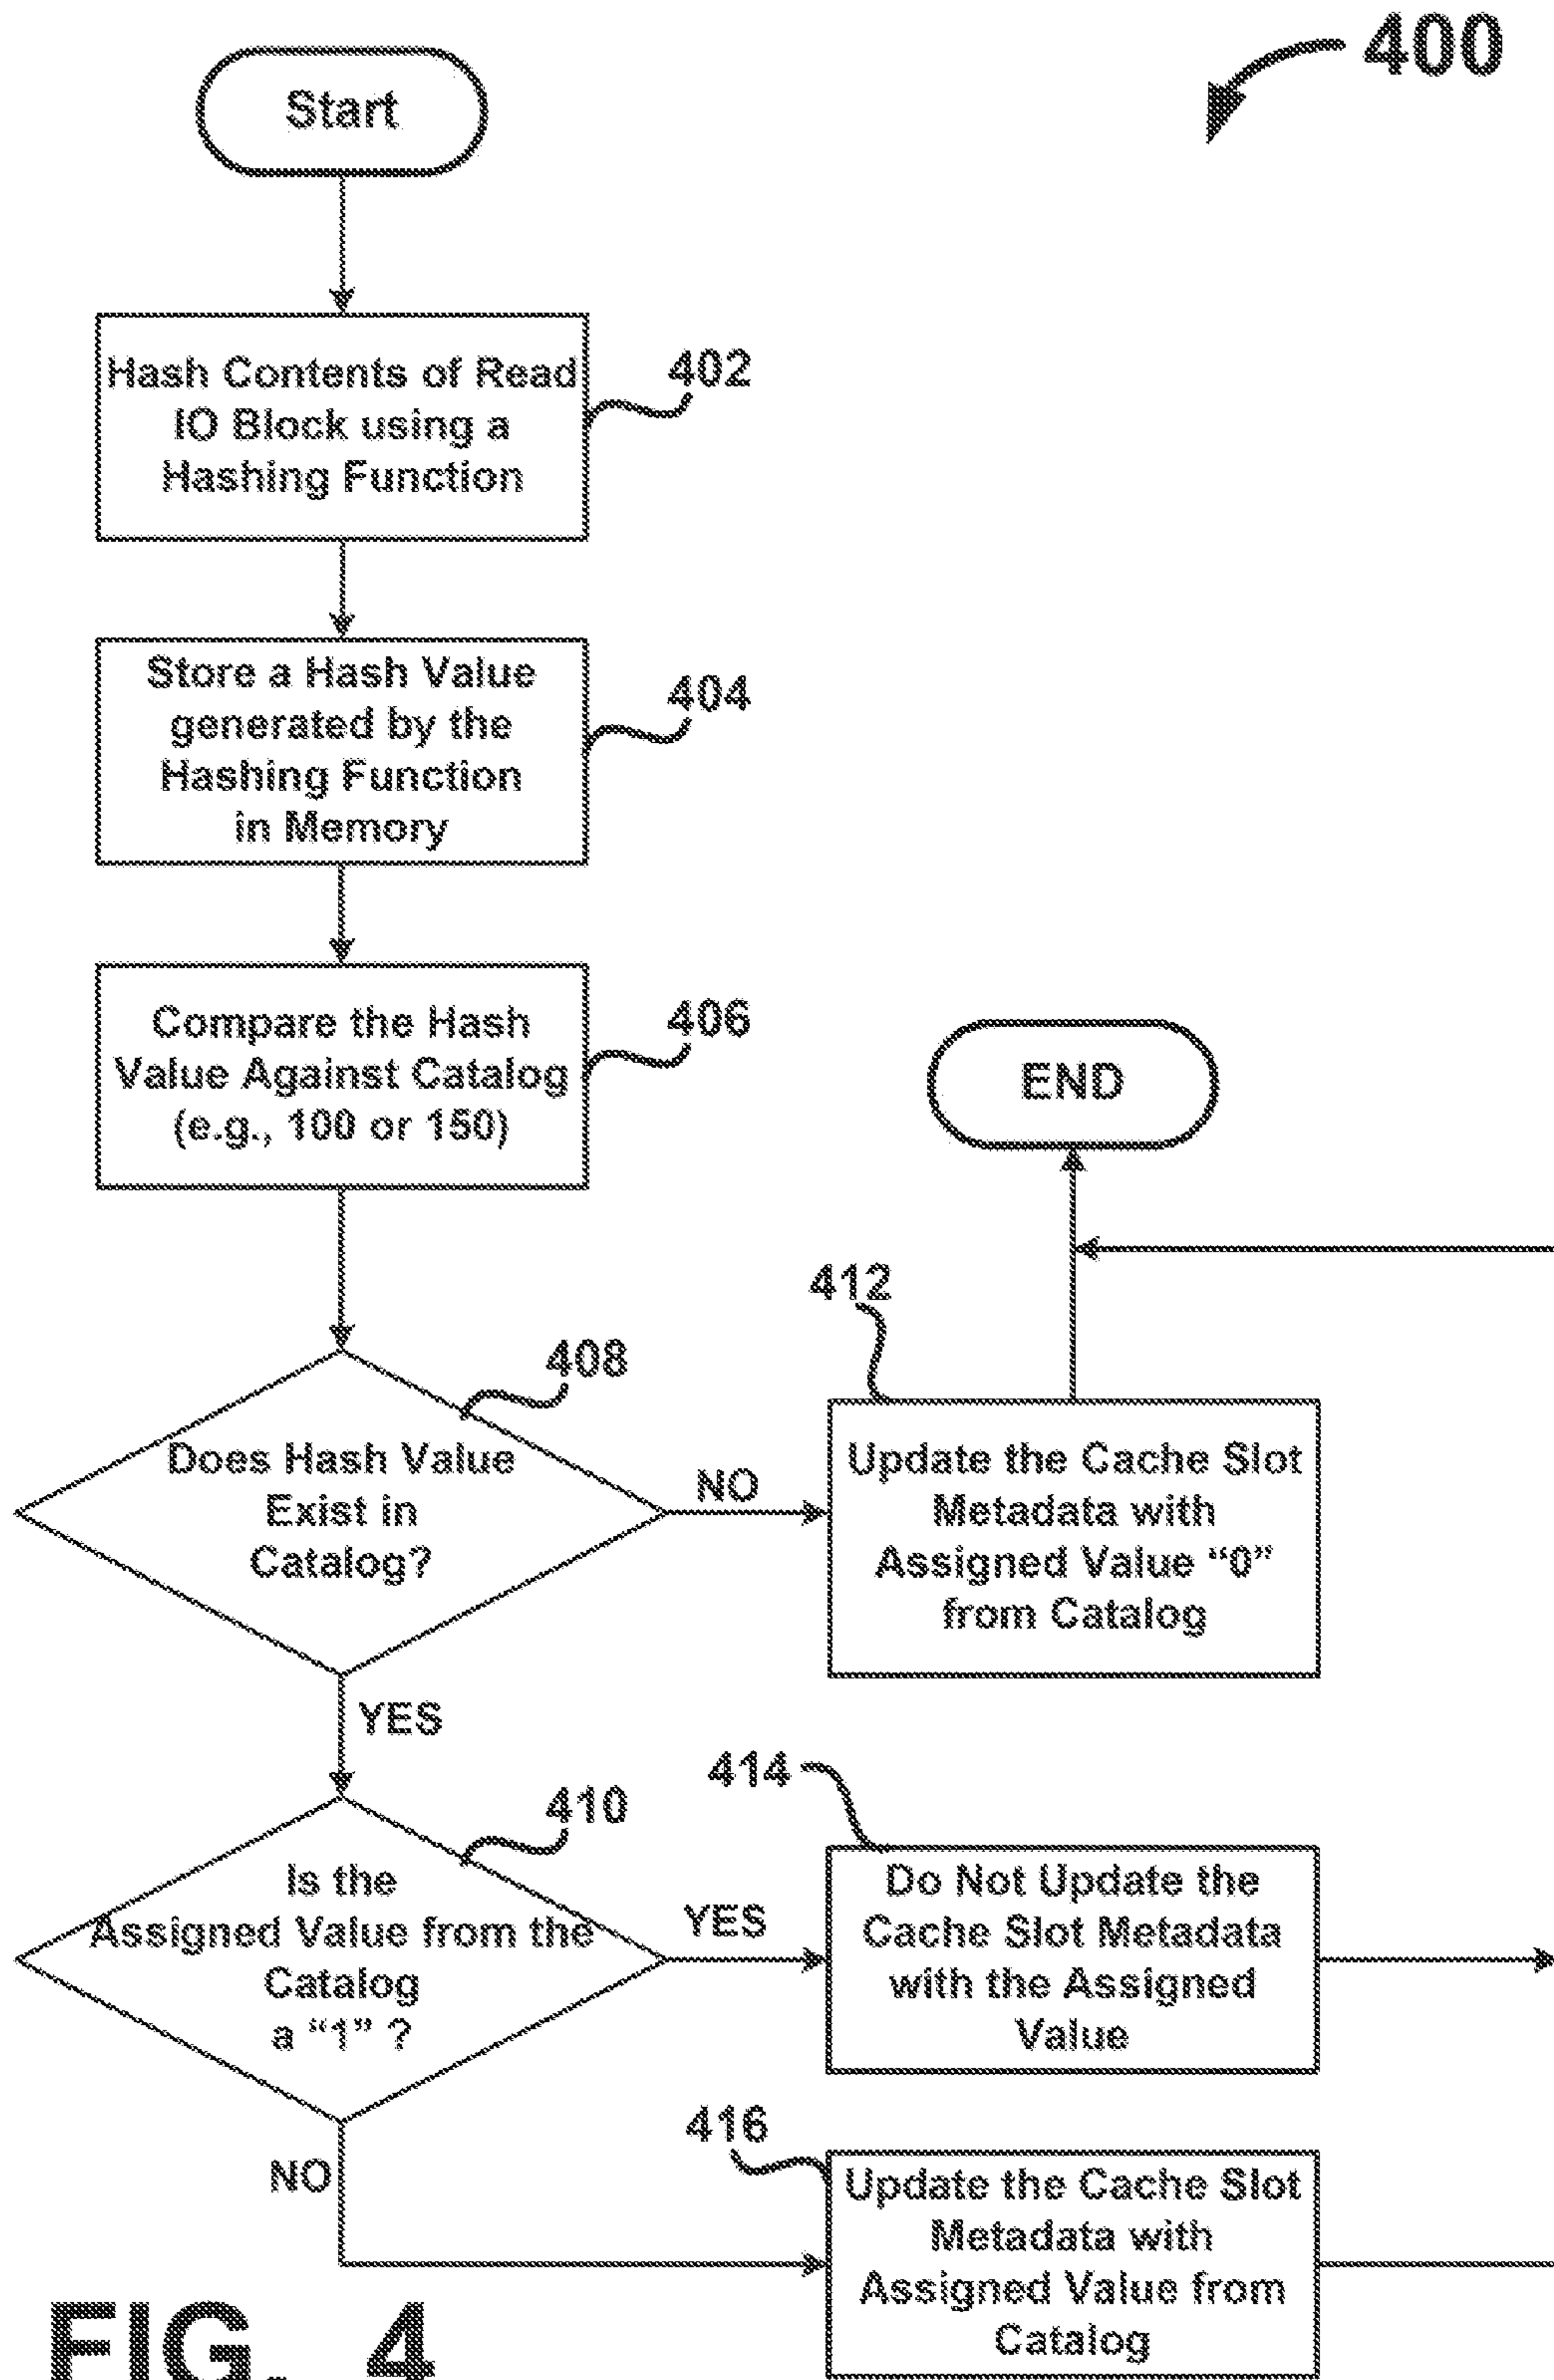 400
Start
Hash Contents of Read
IO Block using a
Hashing Function
402
Store a Hash Value
generated by the
Hashing Function
in Memory
404
Compare the Hash
Value Against Catalog
(e.g., 100 or 150)
406
END
408
Does Hash Value
Exist in
Catalog?
NO
412
Update the Cache Slot
Metadata with
Assigned Value “0”
from Catalog
YES
410
Is the
Assigned Value from the
Catalog
a “1” ?
YES
414
Do Not Update the
Cache Slot Metadata
with the Assigned
Value
NO
416
Update the Cache Slot
Metadata with
Assigned Value from
Catalog
FIG. 4